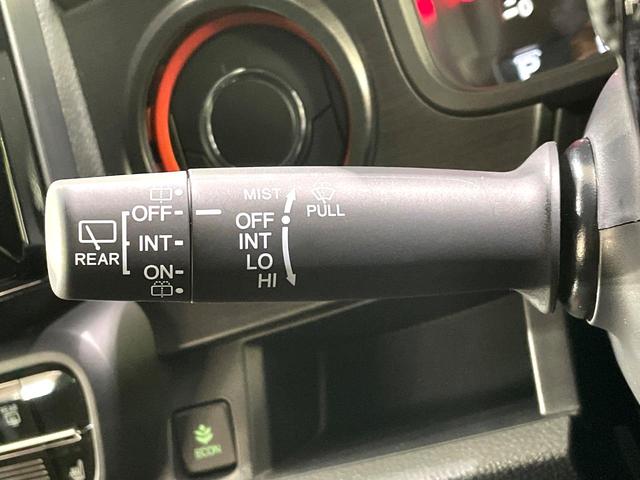 MIST
PULL
OFF
INT
LO
HI
OFF
INT
ON
REAR
P
ECON